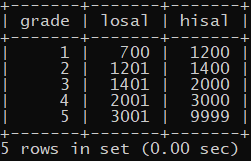 +-------+-------+-------+
| grade | losal | hisal |
+-------+-------+-------+
|     1 |   700 |  1200 |
|     2 |  1201 |  1400 |
|     3 |  1401 |  2000 |
|     4 |  2001 |  3000 |
|     5 |  3001 |  9999 |
+-------+-------+-------+
5 rows in set (0.00 sec)